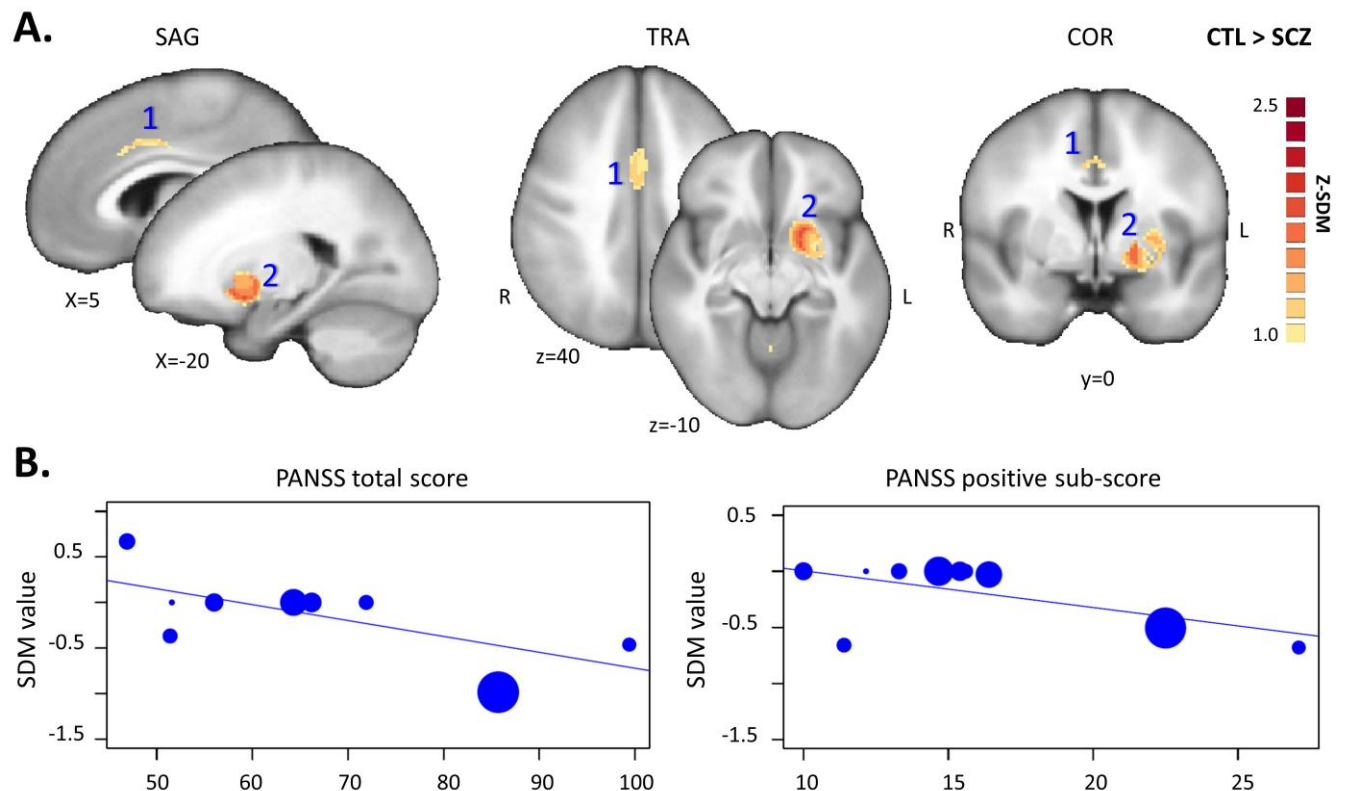 A.
SAG
TRA
COR
CTL > SCZ
1
2
X=5
X=-20
1
2
R
L
z=40
z=-10
1
2
R
L
y=0
2.5
1.0
Z-SDM
B.
PANSS total score
PANSS positive sub-score
SDM value
0.5
-0.5
-1.5
50 60 70 80 90 100
SDM value
0.5
-0.5
-1.5
10 15 20 25